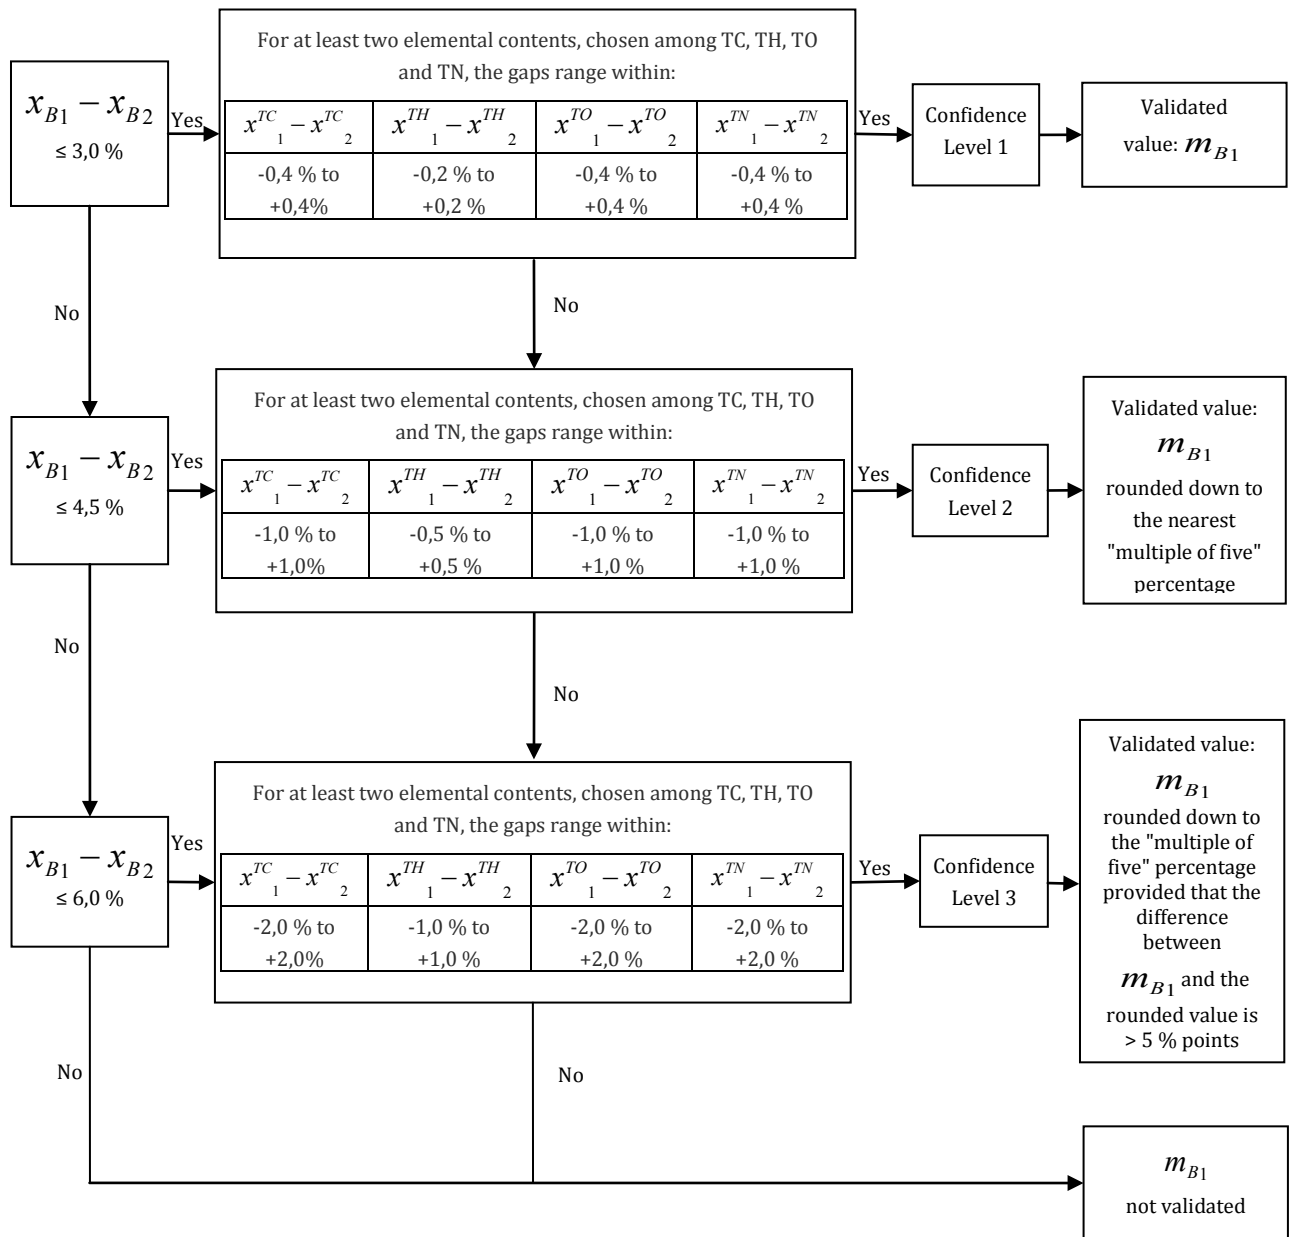 x_B1 − x_B2
≤ 3,0 %
Yes
For at least two elemental contents, chosen among TC, TH, TO
and TN, the gaps range within:
x^TC_1 − x^TC_2 x^TH_1 − x^TH_2 x^TO_1 − x^TO_2 x^TN_1 − x^TN_2
-0,4 % to -0,2 % to -0,4 % to -0,4 % to
+0,4% +0,2 % +0,4 % +0,4 %
Yes
Confidence
Level 1
Validated
value: m_B1
No
No
x_B1 − x_B2
≤ 4,5 %
Yes
For at least two elemental contents, chosen among TC, TH, TO
and TN, the gaps range within:
x^TC_1 − x^TC_2 x^TH_1 − x^TH_2 x^TO_1 − x^TO_2 x^TN_1 − x^TN_2
-1,0 % to -0,5 % to -1,0 % to -1,0 % to
+1,0% +0,5 % +1,0 % +1,0 %
Yes
Confidence
Level 2
Validated value:
m_B1
rounded down to
the nearest
"multiple of five"
percentage
No
No
x_B1 − x_B2
≤ 6,0 %
Yes
For at least two elemental contents, chosen among TC, TH, TO
and TN, the gaps range within:
x^TC_1 − x^TC_2 x^TH_1 − x^TH_2 x^TO_1 − x^TO_2 x^TN_1 − x^TN_2
-2,0 % to -1,0 % to -2,0 % to -2,0 % to
+2,0% +1,0 % +2,0 % +2,0 %
Yes
Confidence
Level 3
Validated value:
m_B1
rounded down to
the "multiple of
five" percentage
provided that the
difference
between
m_B1 and the
rounded value is
> 5 % points
No
No
m_B1
not validated